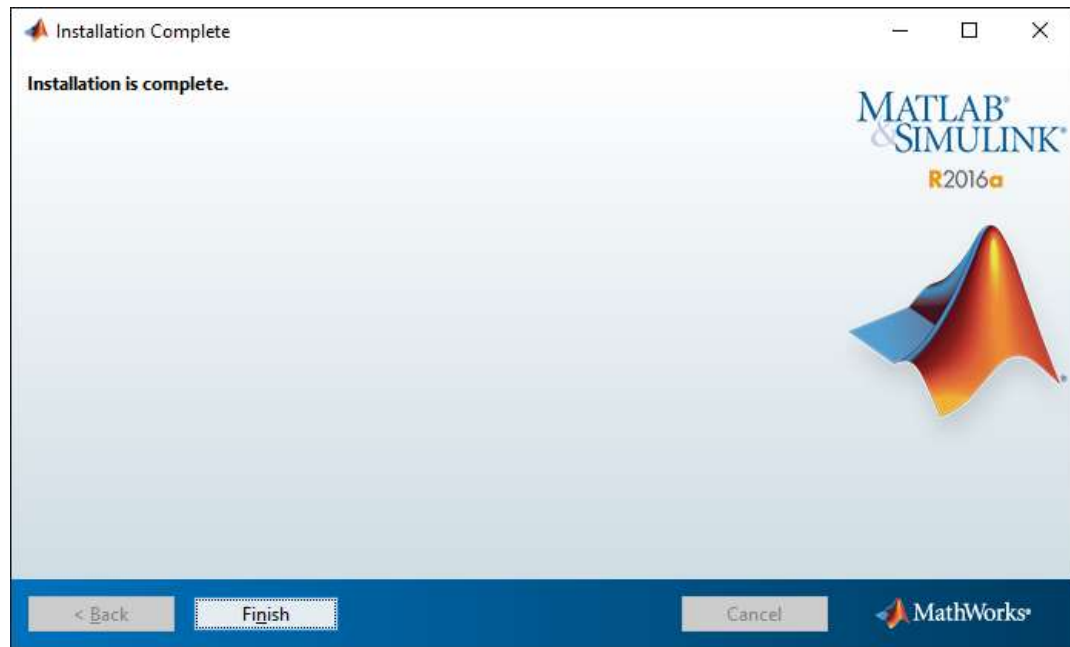 Installation Complete
Installation is complete.
MATLAB®
&SIMULINK®
R2016a
®
< Back
Finish
Cancel
MathWorks®